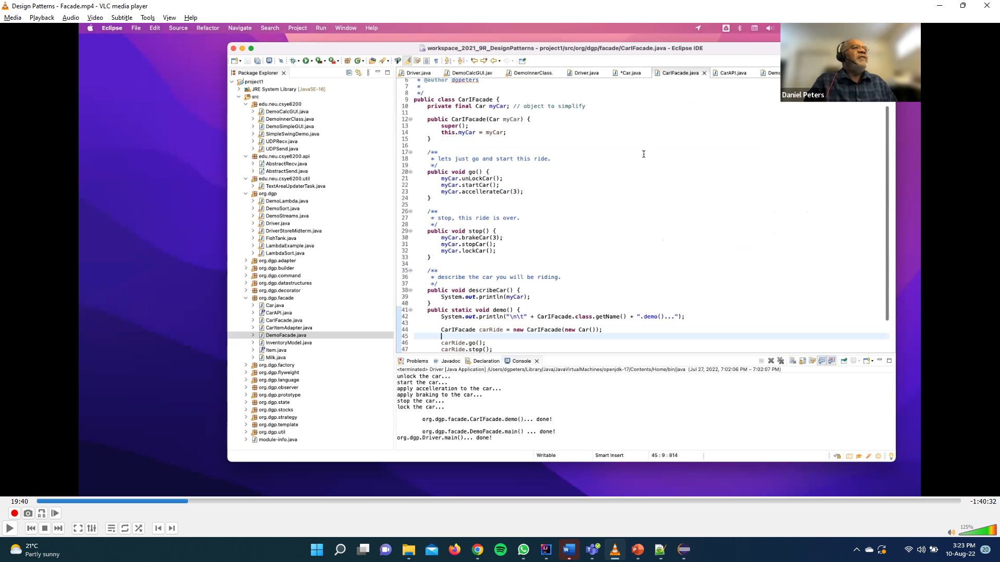 Design Patterns - Facade.mp4 - VLC media player
Media Playback Audio Video Subtitle Tools View Help
Eclipse File Edit Source Refactor Navigate Search Project Run Window Help
workspace_2021_9R_DesignPatterns - project1/src/org/dgp/facade/CarIFacade.java - Eclipse IDE
Daniel Peters
Package Explorer
Driver.java DemoCalcGUI.jav DemoInnerClass. Driver.java *Car.java CarIFacade.java CarAPI.java Demo
project1
JRE System Library [JavaSE-16]
src
edu.neu.csye6200
DemoCalcGUI.java
DemoInnerClass.java
DemoSimpleGUI.java
SimpleSwingDemo.java
UDPRecv.java
UDPSend.java
edu.neu.csye6200.api
AbstractRecv.java
AbstractSend.java
edu.neu.csye6200.util
TextAreaUpdaterTask.java
org.dgp
DemoLambda.java
DemoSort.java
DemoStreams.java
Driver.java
DriverStoreMidterm.java
FishTank.java
LambdaExample.java
LambdaSort.java
org.dgp.adapter
org.dgp.builder
org.dgp.command
org.dgp.datastructures
org.dgp.decorator
org.dgp.facade
Car.java
CarAPI.java
CarIFacade.java
CarItemAdapter.java
DemoFacade.java
InventoryModel.java
Item.java
Milk.java
org.dgp.factory
org.dgp.flyweight
org.dgp.language
org.dgp.observer
org.dgp.prototype
org.dgp.state
org.dgp.stocks
org.dgp.strategy
org.dgp.template
org.dgp.util
module-info.java
6 * @author dgpeters
7 *
8 */
9 public class CarIFacade {
10 private final Car myCar; // object to simplify
11
12 public CarIFacade(Car myCar) {
13 super();
14 this.myCar = myCar;
15 }
16
17 /**
18 * lets just go and start this ride.
19 */
20 public void go() {
21 myCar.unLockCar();
22 myCar.startCar();
23 myCar.accellerateCar(3);
24 }
25
26 /**
27 * stop, this ride is over.
28 */
29 public void stop() {
30 myCar.brakeCar(3);
31 myCar.stopCar();
32 myCar.lockCar();
33 }
34
35 /**
36 * describe the car you will be riding.
37 */
38 public void describeCar() {
39 System.out.println(myCar);
40 }
41 public static void demo() {
42 System.out.println("\n\t" + CarIFacade.class.getName() + ".demo()...");
43
44 CarIFacade carRide = new CarIFacade(new Car());
45
46 carRide.go();
47 carRide.stop();
Problems Javadoc Declaration Console
<terminated> Driver [Java Application] /Users/dgpeters/Library/Java/JavaVirtualMachines/openjdk-17/Contents/Home/bin/java (Jul 27, 2022, 7:02:06 PM – 7:02:07 PM)
unlock the car...
start the car...
apply accelleration to the car...
apply braking to the car...
stop the car...
lock the car...
org.dgp.facade.CarIFacade.demo()... done!
org.dgp.facade.DemoFacade.main() ... done!
org.dgp.Driver.main()... done!
Writable Smart Insert 45 : 9 : 814
19:40 -1:40:32
125%
21°C
Partly sunny
3:23 PM
10-Aug-22
20